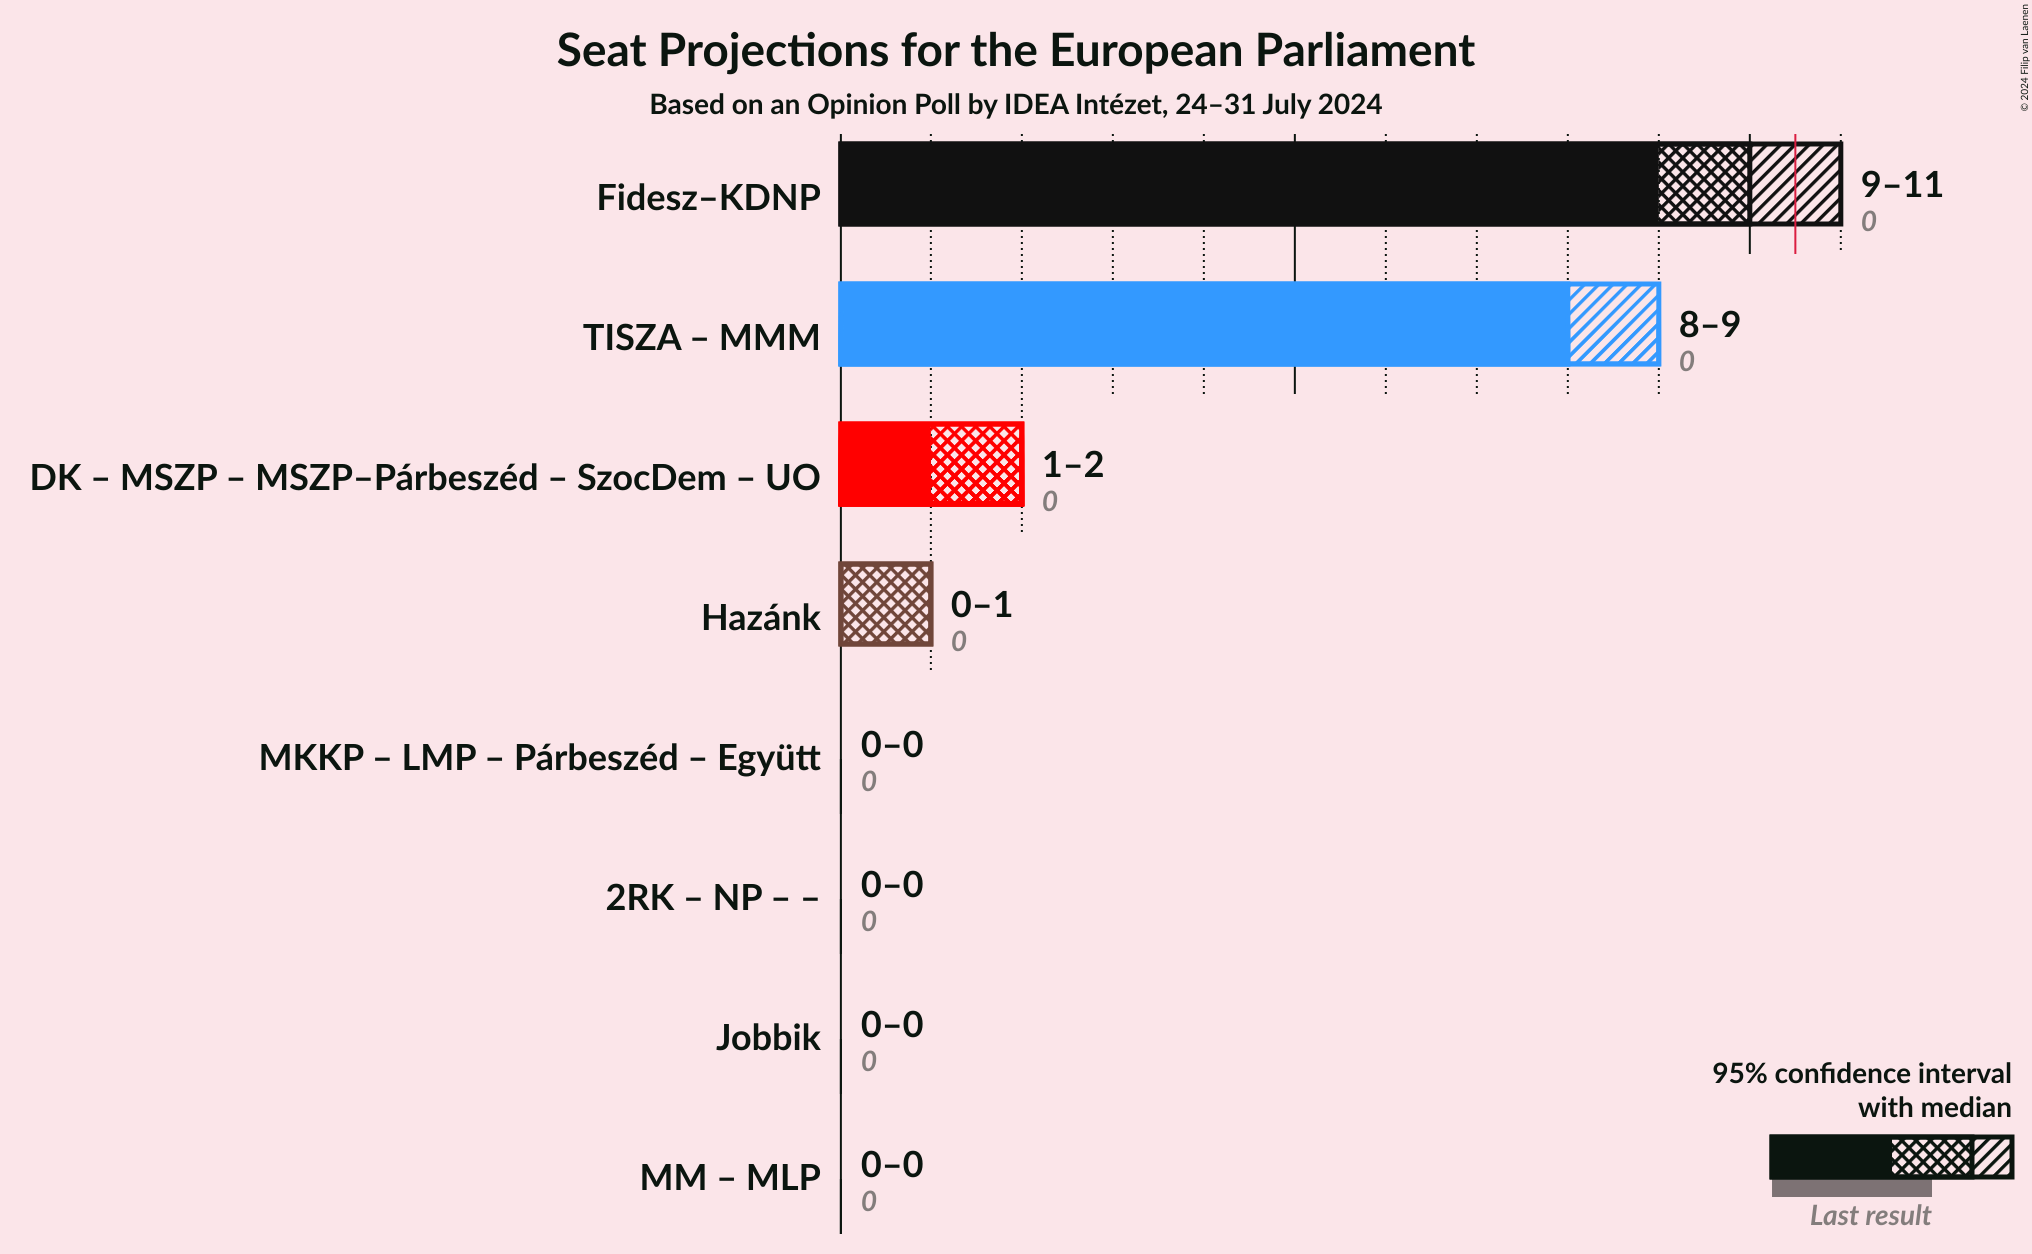 Seat Projections for the European Parliament
Based on an Opinion Poll by IDEA Intézet, 24–31 July 2024
© 2024 Filip van Laenen
Fidesz–KDNP
9–11
0
TISZA – MMM
8–9
0
DK – MSZP – MSZP–Párbeszéd – SzocDem – UO
1–2
0
Hazánk
0–1
0
MKKP – LMP – Párbeszéd – Együtt
0–0
0
2RK – NP – –
0–0
0
Jobbik
0–0
0
MM – MLP
0–0
0
95% confidence interval
with median
Last result